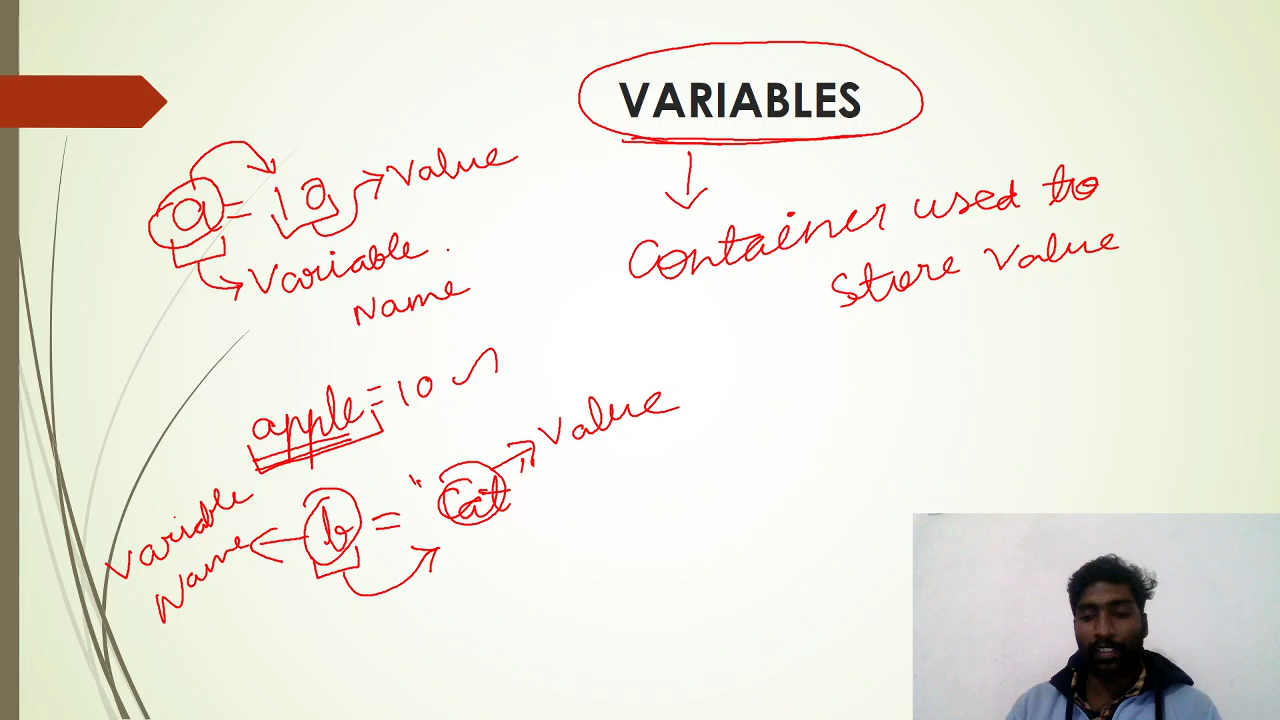 VARIABLES
Container used to
store value
a = 10
value
Variable
Name
apple = 10
b = "Cat"
value
variable
Name